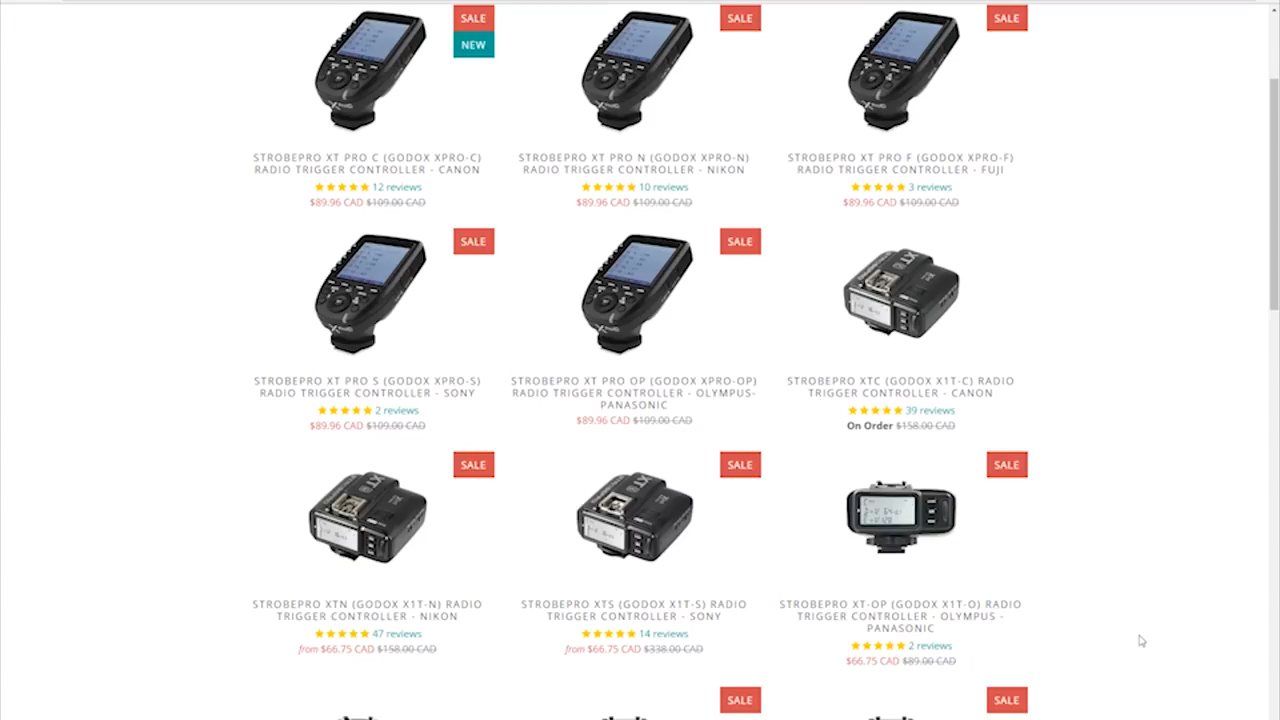 SALE
NEW
SALE
SALE
STROBEPRO XT PRO C (GODOX XPRO-C)
RADIO TRIGGER CONTROLLER - CANON
12 reviews
$89.96 CAD $109.00 CAD
STROBEPRO XT PRO N (GODOX XPRO-N)
RADIO TRIGGER CONTROLLER - NIKON
10 reviews
$89.96 CAD $109.00 CAD
STROBEPRO XT PRO F (GODOX XPRO-F)
RADIO TRIGGER CONTROLLER - FUJI
3 reviews
$89.96 CAD $109.00 CAD
SALE
SALE
STROBEPRO XT PRO S (GODOX XPRO-S)
RADIO TRIGGER CONTROLLER - SONY
2 reviews
$89.96 CAD $109.00 CAD
STROBEPRO XT PRO OP (GODOX XPRO-OP)
RADIO TRIGGER CONTROLLER - OLYMPUS-
PANASONIC
$89.96 CAD $109.00 CAD
STROBEPRO XTC (GODOX X1T-C) RADIO
TRIGGER CONTROLLER - CANON
39 reviews
On Order $158.00 CAD
SALE
SALE
SALE
STROBEPRO XTN (GODOX X1T-N) RADIO
TRIGGER CONTROLLER - NIKON
47 reviews
from $66.75 CAD $158.00 CAD
STROBEPRO XTS (GODOX X1T-S) RADIO
TRIGGER CONTROLLER - SONY
14 reviews
from $66.75 CAD $338.00 CAD
STROBEPRO XT-OP (GODOX X1T-O) RADIO
TRIGGER CONTROLLER - OLYMPUS -
PANASONIC
2 reviews
$66.75 CAD $89.00 CAD
SALE
SALE